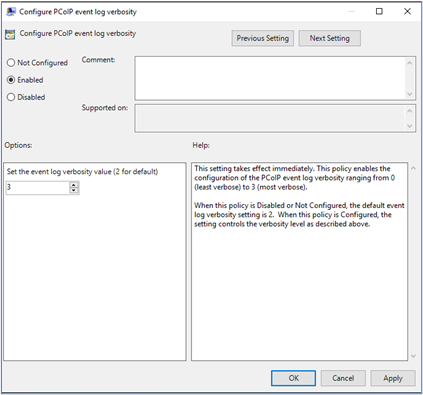 Configure PCoIP event log verbosity
Configure PCoIP event log verbosity
Previous Setting
Next Setting
Not Configured
Comment:
Enabled
Disabled
Supported on:
Options:
Help:
Set the event log verbosity value (2 for default)
3
This setting takes effect immediately. This policy enables the
configuration of the PCoIP event log verbosity ranging from 0
(least verbose) to 3 (most verbose).
When this policy is Disabled or Not Configured, the default event
log verbosity setting is 2. When this policy is Configured, the
setting controls the verbosity level as described above.
OK
Cancel
Apply